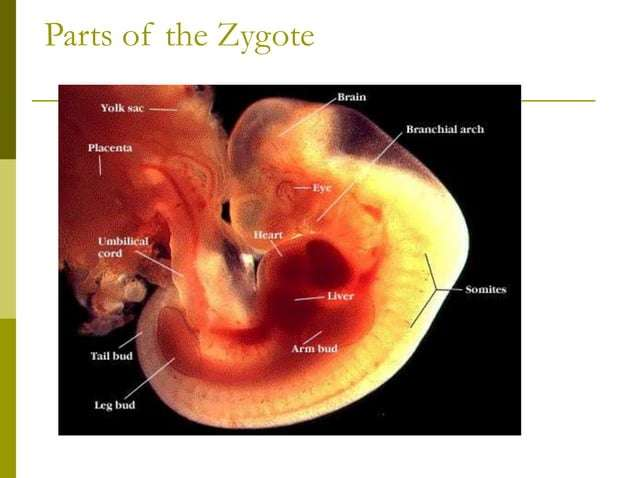 Parts of the Zygote
Brain
Yolk sac
Branchial arch
Placenta
Eye
Heart
Umbilical
cord
Somites
Liver
Arm bud
Tail bud
Leg bud